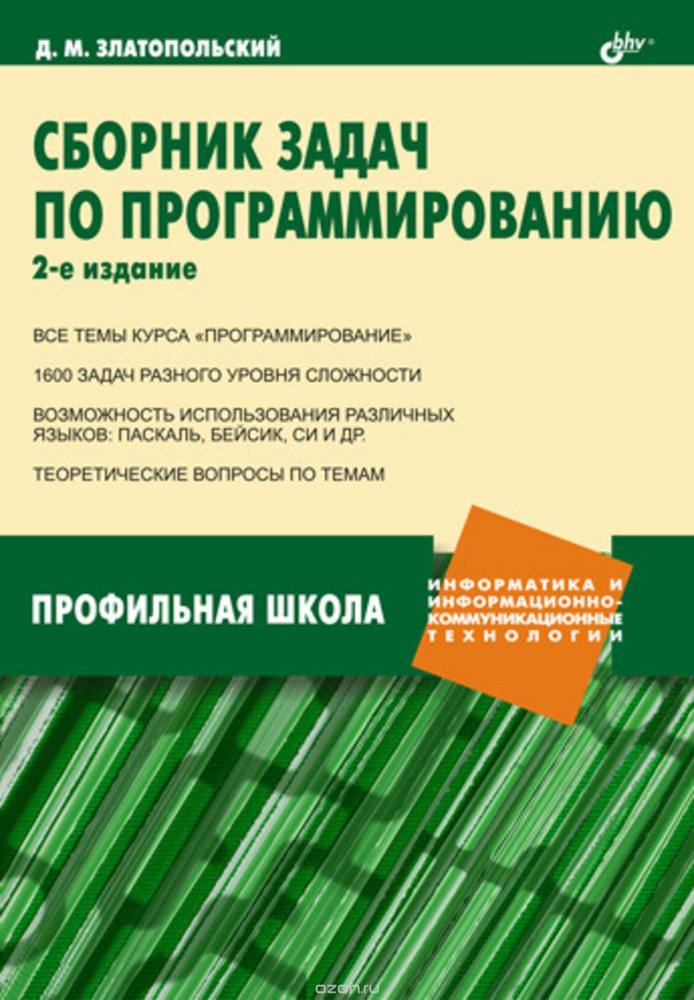 Д. М. ЗЛАТОПОЛЬСКИЙ
bhv®
СБОРНИК ЗАДАЧ
ПО ПРОГРАММИРОВАНИЮ
2-е издание
ВСЕ ТЕМЫ КУРСА «ПРОГРАММИРОВАНИЕ»
1600 ЗАДАЧ РАЗНОГО УРОВНЯ СЛОЖНОСТИ
ВОЗМОЖНОСТЬ ИСПОЛЬЗОВАНИЯ РАЗЛИЧНЫХ
ЯЗЫКОВ: ПАСКАЛЬ, БЕЙСИК, СИ И ДР.
ТЕОРЕТИЧЕСКИЕ ВОПРОСЫ ПО ТЕМАМ
ПРОФИЛЬНАЯ ШКОЛА
ИНФОРМАТИКА И
ИНФОРМАЦИОННО-
КОММУНИКАЦИОННЫЕ
ТЕХНОЛОГИИ
ozon.ru